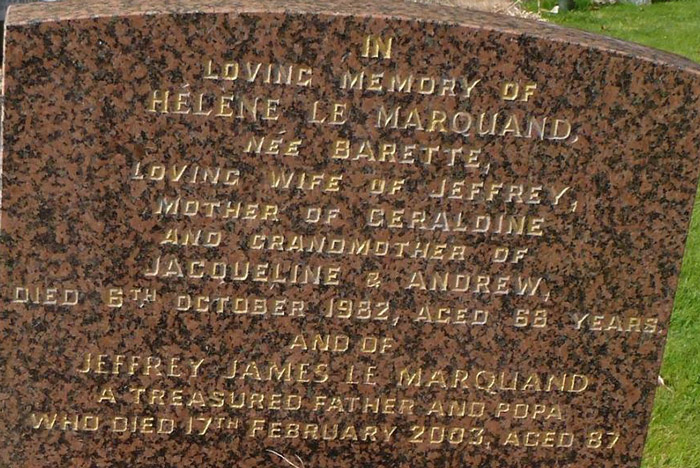 IN
LOVING MEMORY OF
HÉLÈNE LE MARQUAND,
NÉE BARETTE,
LOVING WIFE OF JEFFREY,
MOTHER OF GERALDINE
AND GRANDMOTHER OF
JACQUELINE & ANDREW,
DIED 6TH OCTOBER 1982, AGED 68 YEARS.
AND OF
JEFFREY JAMES LE MARQUAND
A TREASURED FATHER AND POPA
WHO DIED 17TH FEBRUARY 2003, AGED 87